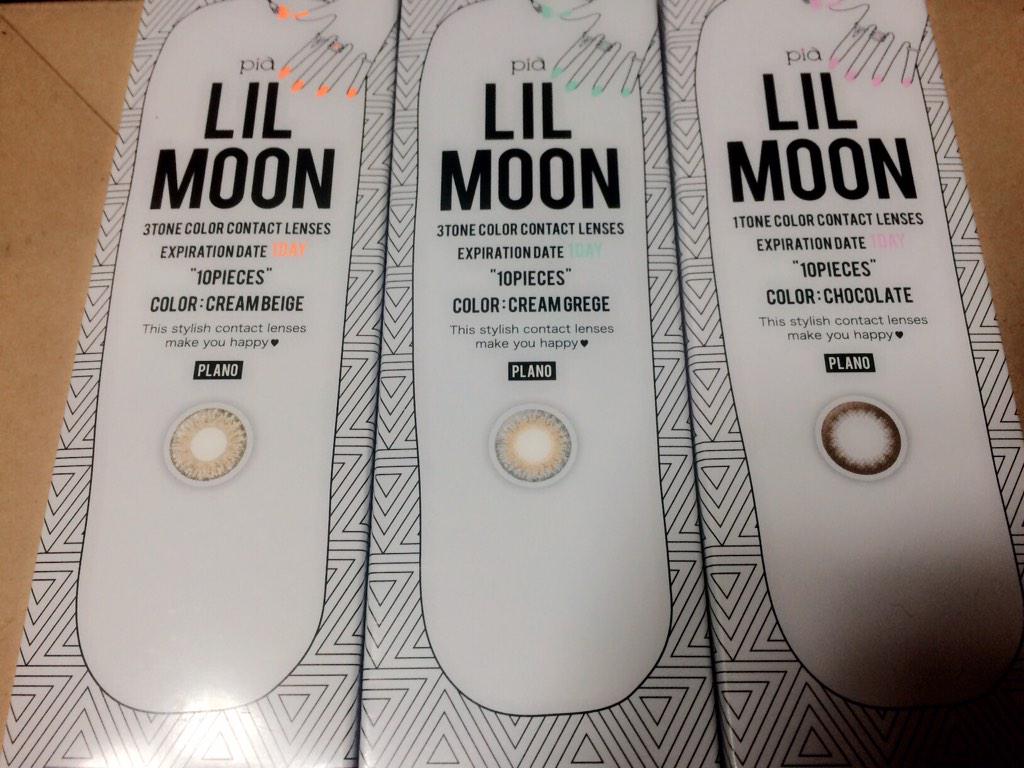 pia
LIL
MOON
3TONE COLOR CONTACT LENSES
EXPIRATION DATE 1DAY
"10PIECES"
COLOR:CREAM BEIGE
This stylish contact lenses
make you happy♥
PLANO
pia
LIL
MOON
3TONE COLOR CONTACT LENSES
EXPIRATION DATE 1DAY
"10PIECES"
COLOR:CREAM GREGE
This stylish contact lenses
make you happy♥
PLANO
pia
LIL
MOON
1TONE COLOR CONTACT LENSES
EXPIRATION DATE 1DAY
"10PIECES"
COLOR:CHOCOLATE
This stylish contact lenses
make you happy♥
PLANO